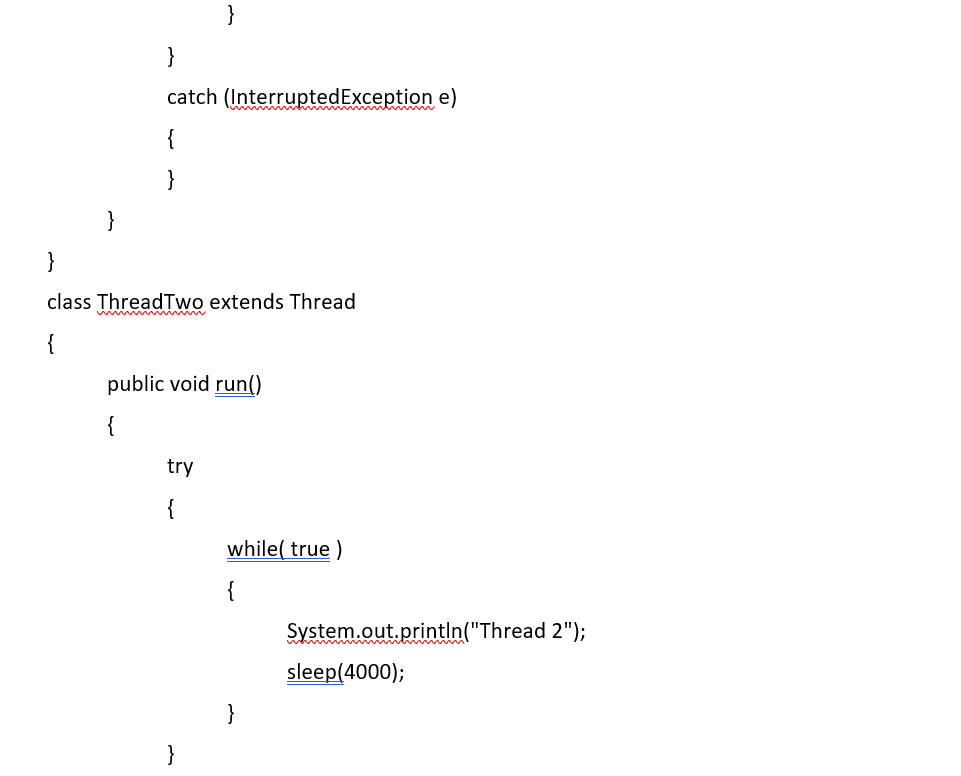 }
}
catch (InterruptedException e)
{
}
}
}
class ThreadTwo extends Thread
{
public void run()
{
try
{
while( true )
{
System.out.println("Thread 2");
sleep(4000);
}
}